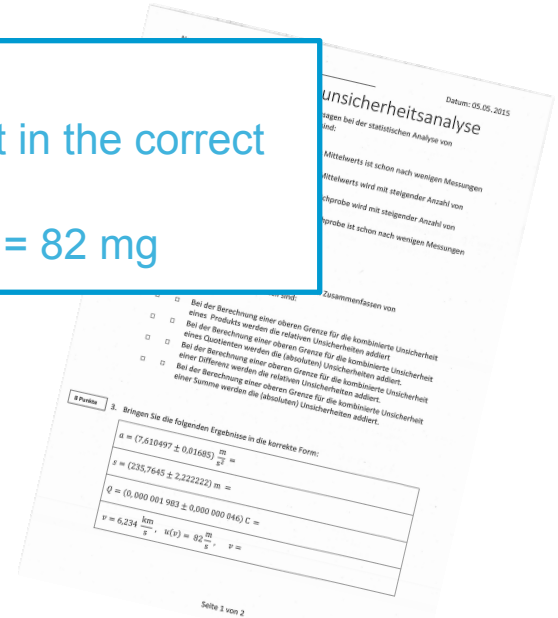 t in the correct
= 82 mg
Datum: 05.05. 2015
unsicherheitsanalyse
sagen bei der statistischen Analyse von
ind:
Mittelwerts ist schon nach wenigen Messungen
Mittelwerts wird mit steigender Anzahl von
chprobe wird mit steigender Anzahl von
hprobe ist schon nach wenigen Messungen
Zusammenfassen von
sind:
Bei der Berechnung einer oberen Grenze für die kombinierte Unsicherheit
eines Produkts werden die relativen Unsicherheiten addiert
Bei der Berechnung einer oberen Grenze für die kombinierte Unsicherheit
eines Quotienten werden die (absoluten) Unsicherheiten addiert.
Bei der Berechnung einer oberen Grenze für die kombinierte Unsicherheit
einer Differenz werden die relativen Unsicherheiten addiert.
Bei der Berechnung einer oberen Grenze für die kombinierte Unsicherheit
einer Summe werden die (absoluten) Unsicherheiten addiert.
8 Punkte 3. Bringen Sie die folgenden Ergebnisse in die korrekte Form:
a = (7,610497 ± 0,01685) m/s² =
s = (235,7645 ± 2,222222) m =
Q = (0, 000 001 983 ± 0,000 000 046) C =
v = 6,234 km/s, u(v) = 82 m/s, v =
Seite 1 von 2